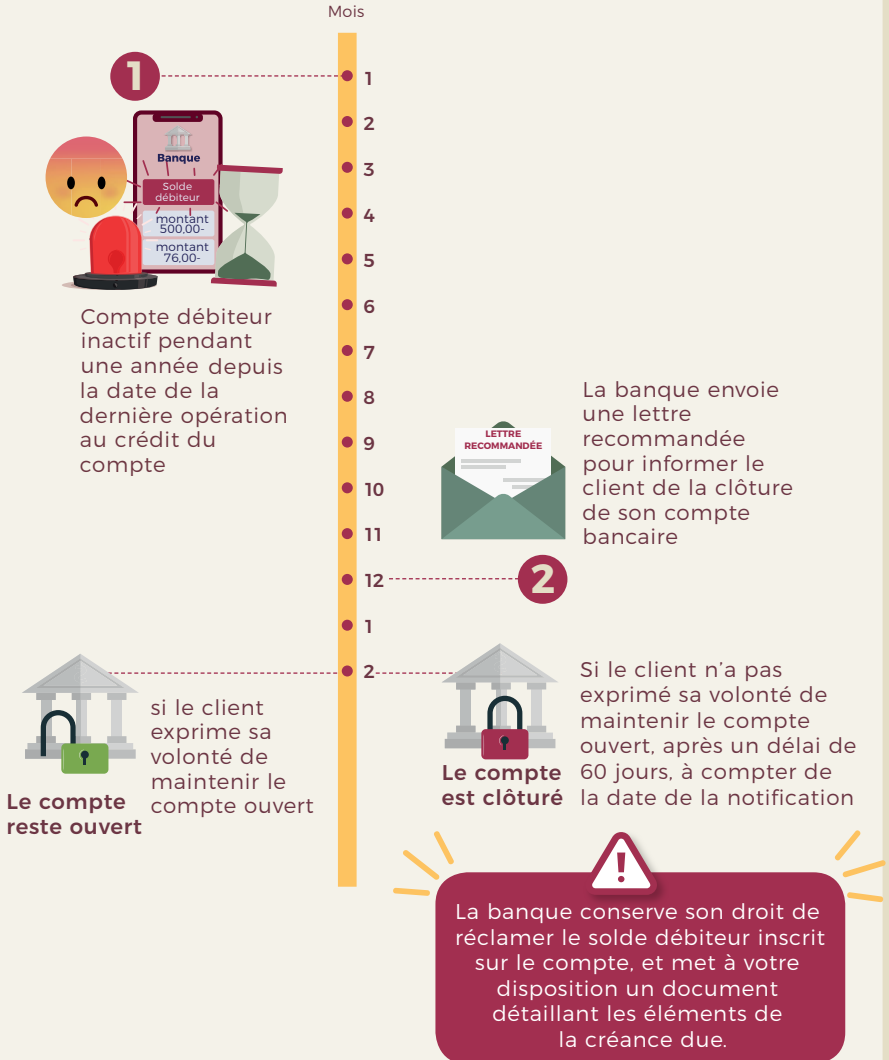 Mois
1
1
2
3
4
5
6
7
8
9
10
11
12
1
2
Banque
Solde
débiteur
montant
500,00-
montant
76,00-
Compte débiteur
inactif pendant
une année depuis
la date de la
dernière opération
au crédit du
compte
LETTRE
RECOMMANDÉE
La banque envoie
une lettre
recommandée
pour informer le
client de la clôture
de son compte
bancaire
2
si le client
exprime sa
volonté de
maintenir le
compte ouvert
Le compte
reste ouvert
Le compte
est clôturé
Si le client n’a pas
exprimé sa volonté de
maintenir le compte
ouvert, après un délai de
60 jours, à compter de
la date de la notification
!
La banque conserve son droit de
réclamer le solde débiteur inscrit
sur le compte, et met à votre
disposition un document
détaillant les éléments de
la créance due.